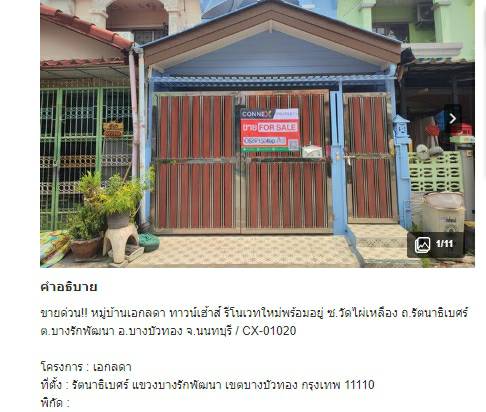 CONNEX PROPERTY
ขาย FOR SALE
1/11
คำอธิบาย
ขายด่วน!! หมู่บ้านเอกลดา ทาวน์เฮ้าส์ รีโนเวทใหม่พร้อมอยู่ ซ.วัดไผ่เหลือง ถ.รัตนาธิเบศร์
ต.บางรักพัฒนา อ.บางบัวทอง จ.นนทบุรี / CX-01020
โครงการ : เอกลดา
ที่ตั้ง : รัตนาธิเบศร์ แขวงบางรักพัฒนา เขตบางบัวทอง กรุงเทพ 11110
พิกัด :